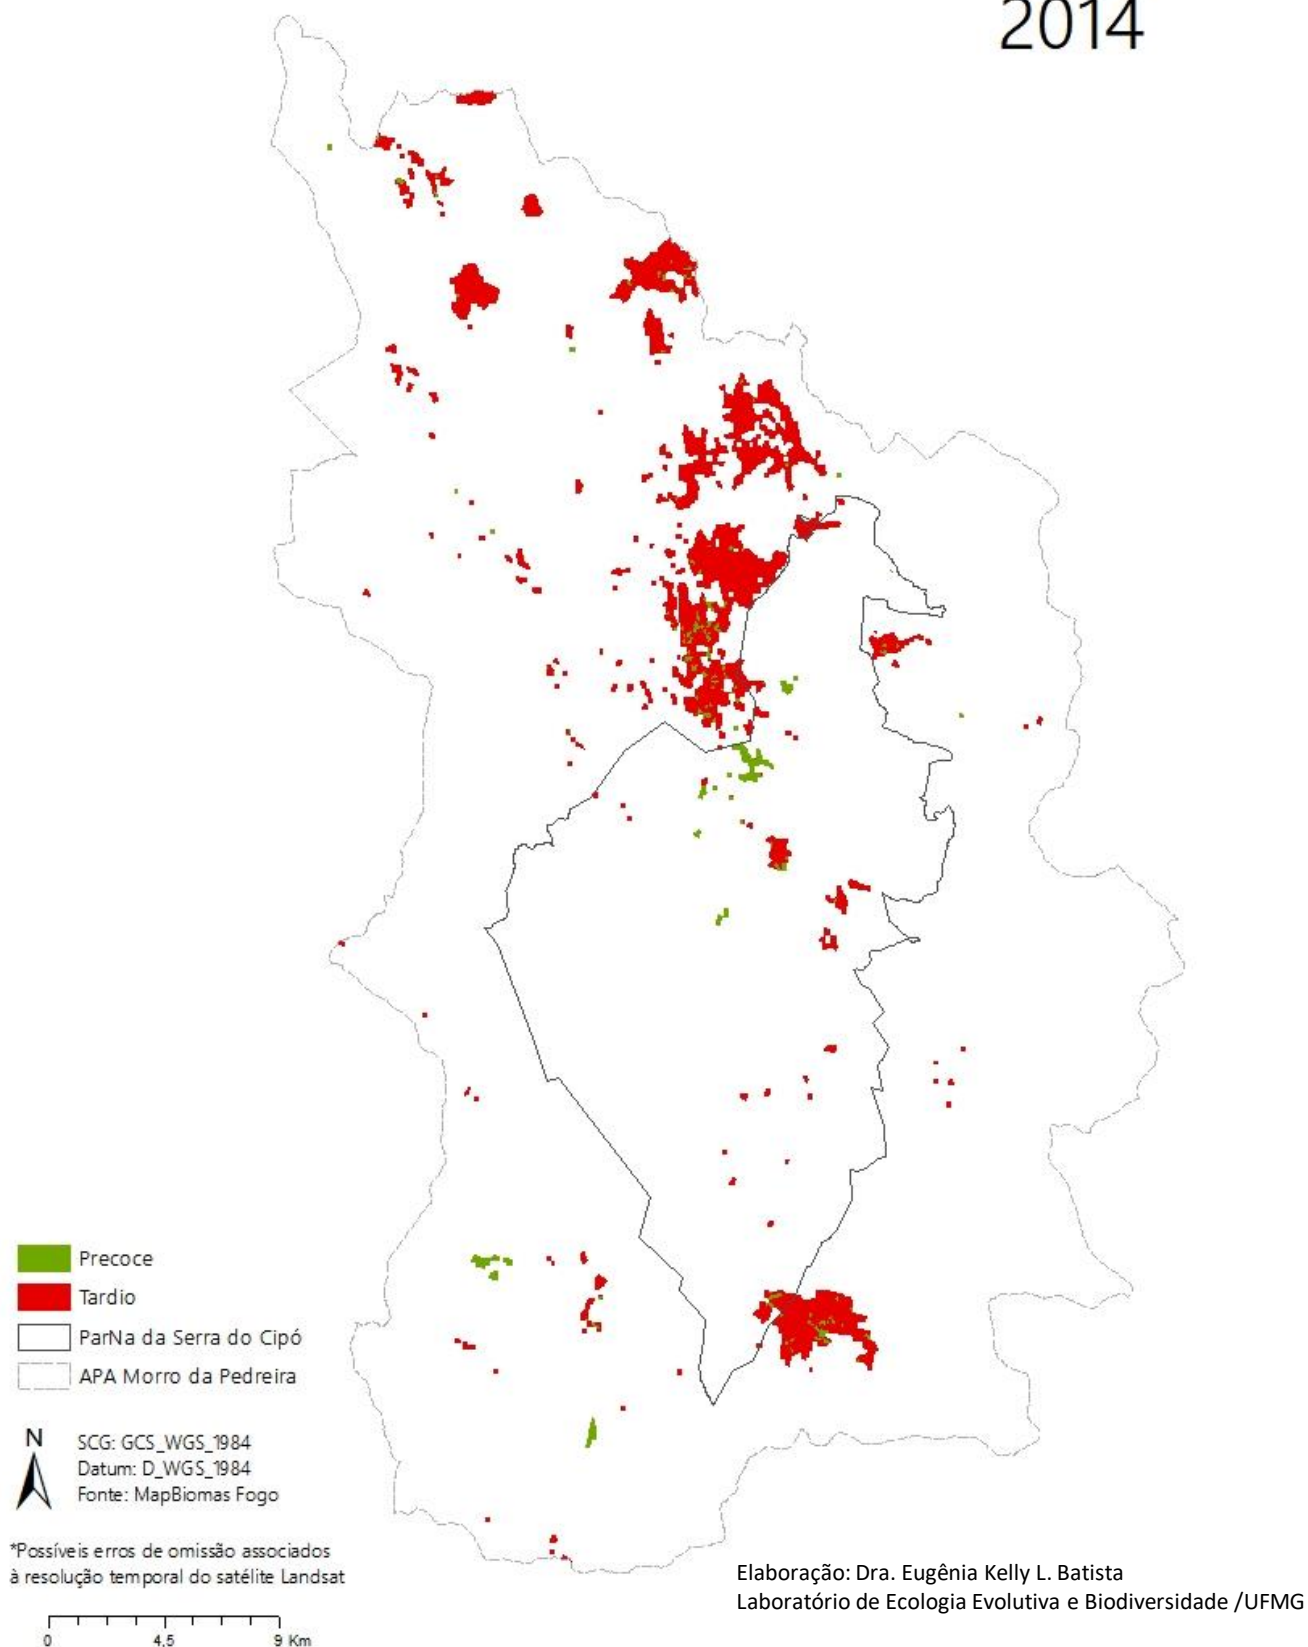 2014
Precoce
Tardio
ParNa da Serra do Cipó
APA Morro da Pedreira
N
SCG: GCS_WGS_1984
Datum: D_WGS_1984
Fonte: MapBiomas Fogo
*Possíveis erros de omissão associados
à resolução temporal do satélite Landsat
0 4,5 9 Km
Elaboração: Dra. Eugênia Kelly L. Batista
Laboratório de Ecologia Evolutiva e Biodiversidade /UFMG